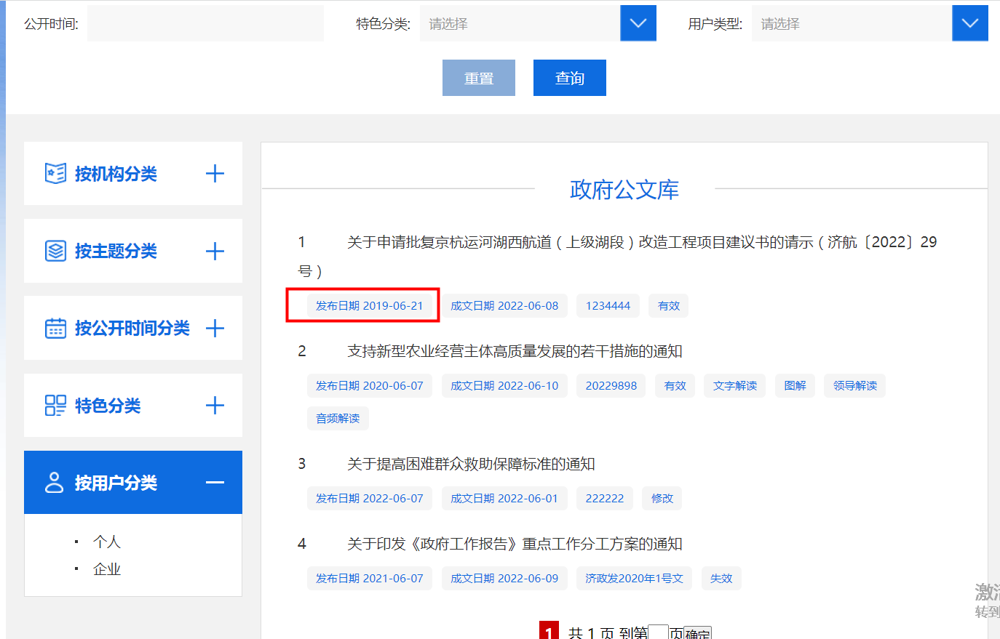 公开时间: 特色分类: 请选择 用户类型: 请选择
重置 查询
按机构分类
按主题分类
按公开时间分类
特色分类
按用户分类
· 个人
· 企业
政府公文库
1 关于申请批复京杭运河湖西航道（上级湖段）改造工程项目建议书的请示（济航〔2022〕29
号）
发布日期 2019-06-21 成文日期 2022-06-08 1234444 有效
2 支持新型农业经营主体高质量发展的若干措施的通知
发布日期 2020-06-07 成文日期 2022-06-10 20229898 有效 文字解读 图解 领导解读
音频解读
3 关于提高困难群众救助保障标准的通知
发布日期 2022-06-07 成文日期 2022-06-01 222222 修改
4 关于印发《政府工作报告》重点工作分工方案的通知
发布日期 2021-06-07 成文日期 2022-06-09 济政发2020年1号文 失效
1 共 1 页 到第 页 确定
激活
转到